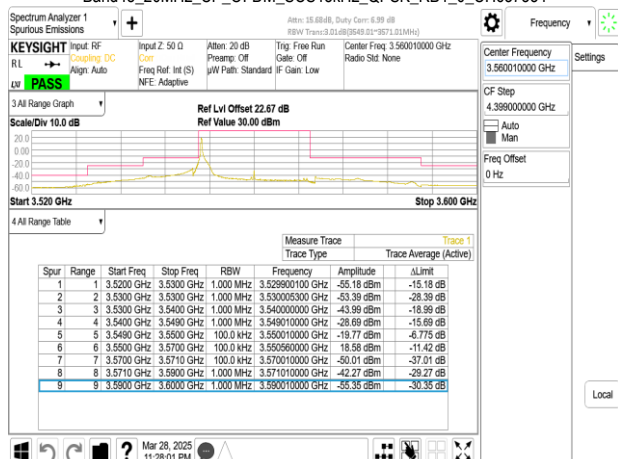 Spectrum Analyzer 1
Spurious Emissions
Attn: 15.68dB, Duty Corr: 6.99 dB
RBW Trans:3.01dB(3549.01~3571.01MHz)
Frequency
KEYSIGHT Input: RF Input Z: 50 Ω Atten: 20 dB Trig: Free Run Center Freq: 3.560010000 GHz
RL Coupling: DC Corr Preamp: Off Gate: Off Radio Std: None
Align: Auto Freq Ref: Int (S) µW Path: Standard IF Gain: Low
NFE: Adaptive
PASS
Center Frequency
3.560010000 GHz
Settings
CF Step
4.399000000 GHz
Auto
Man
Freq Offset
0 Hz
3 All Range Graph
Ref Lvl Offset 22.67 dB
Scale/Div 10.0 dB Ref Value 30.00 dBm
20.0
0.00
-20.0
-40.0
-60.0
Start 3.520 GHz Stop 3.600 GHz
4 All Range Table
Measure Trace Trace 1
Trace Type Trace Average (Active)
Spur Range Start Freq Stop Freq RBW Frequency Amplitude ΔLimit
1 1 3.5200 GHz 3.5300 GHz 1.000 MHz 3.529900100 GHz -55.18 dBm -15.18 dB
2 2 3.5300 GHz 3.5300 GHz 1.000 MHz 3.530005300 GHz -53.39 dBm -28.39 dB
3 3 3.5300 GHz 3.5400 GHz 1.000 MHz 3.540000000 GHz -43.99 dBm -18.99 dB
4 4 3.5400 GHz 3.5490 GHz 1.000 MHz 3.549010000 GHz -28.69 dBm -15.69 dB
5 5 3.5490 GHz 3.5500 GHz 100.0 kHz 3.550010000 GHz -19.77 dBm -6.775 dB
6 6 3.5500 GHz 3.5700 GHz 100.0 kHz 3.550560000 GHz 18.58 dBm -11.42 dB
7 7 3.5700 GHz 3.5710 GHz 100.0 kHz 3.570010000 GHz -50.01 dBm -37.01 dB
8 8 3.5710 GHz 3.5900 GHz 1.000 MHz 3.571010000 GHz -42.27 dBm -29.27 dB
9 9 3.5900 GHz 3.6000 GHz 1.000 MHz 3.590010000 GHz -55.35 dBm -30.35 dB
Local
Mar 28, 2025
11:28:01 PM